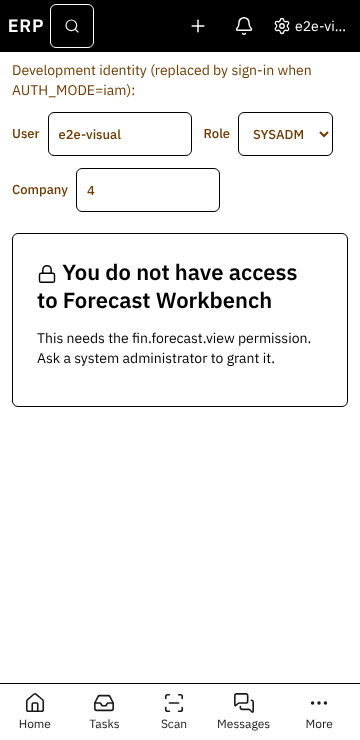 ERP
e2e-vi...
Development identity (replaced by sign-in when
AUTH_MODE=iam):
User e2e-visual Role SYSADM
Company 4
You do not have access
to Forecast Workbench
This needs the fin.forecast.view permission.
Ask a system administrator to grant it.
Home Tasks Scan Messages More